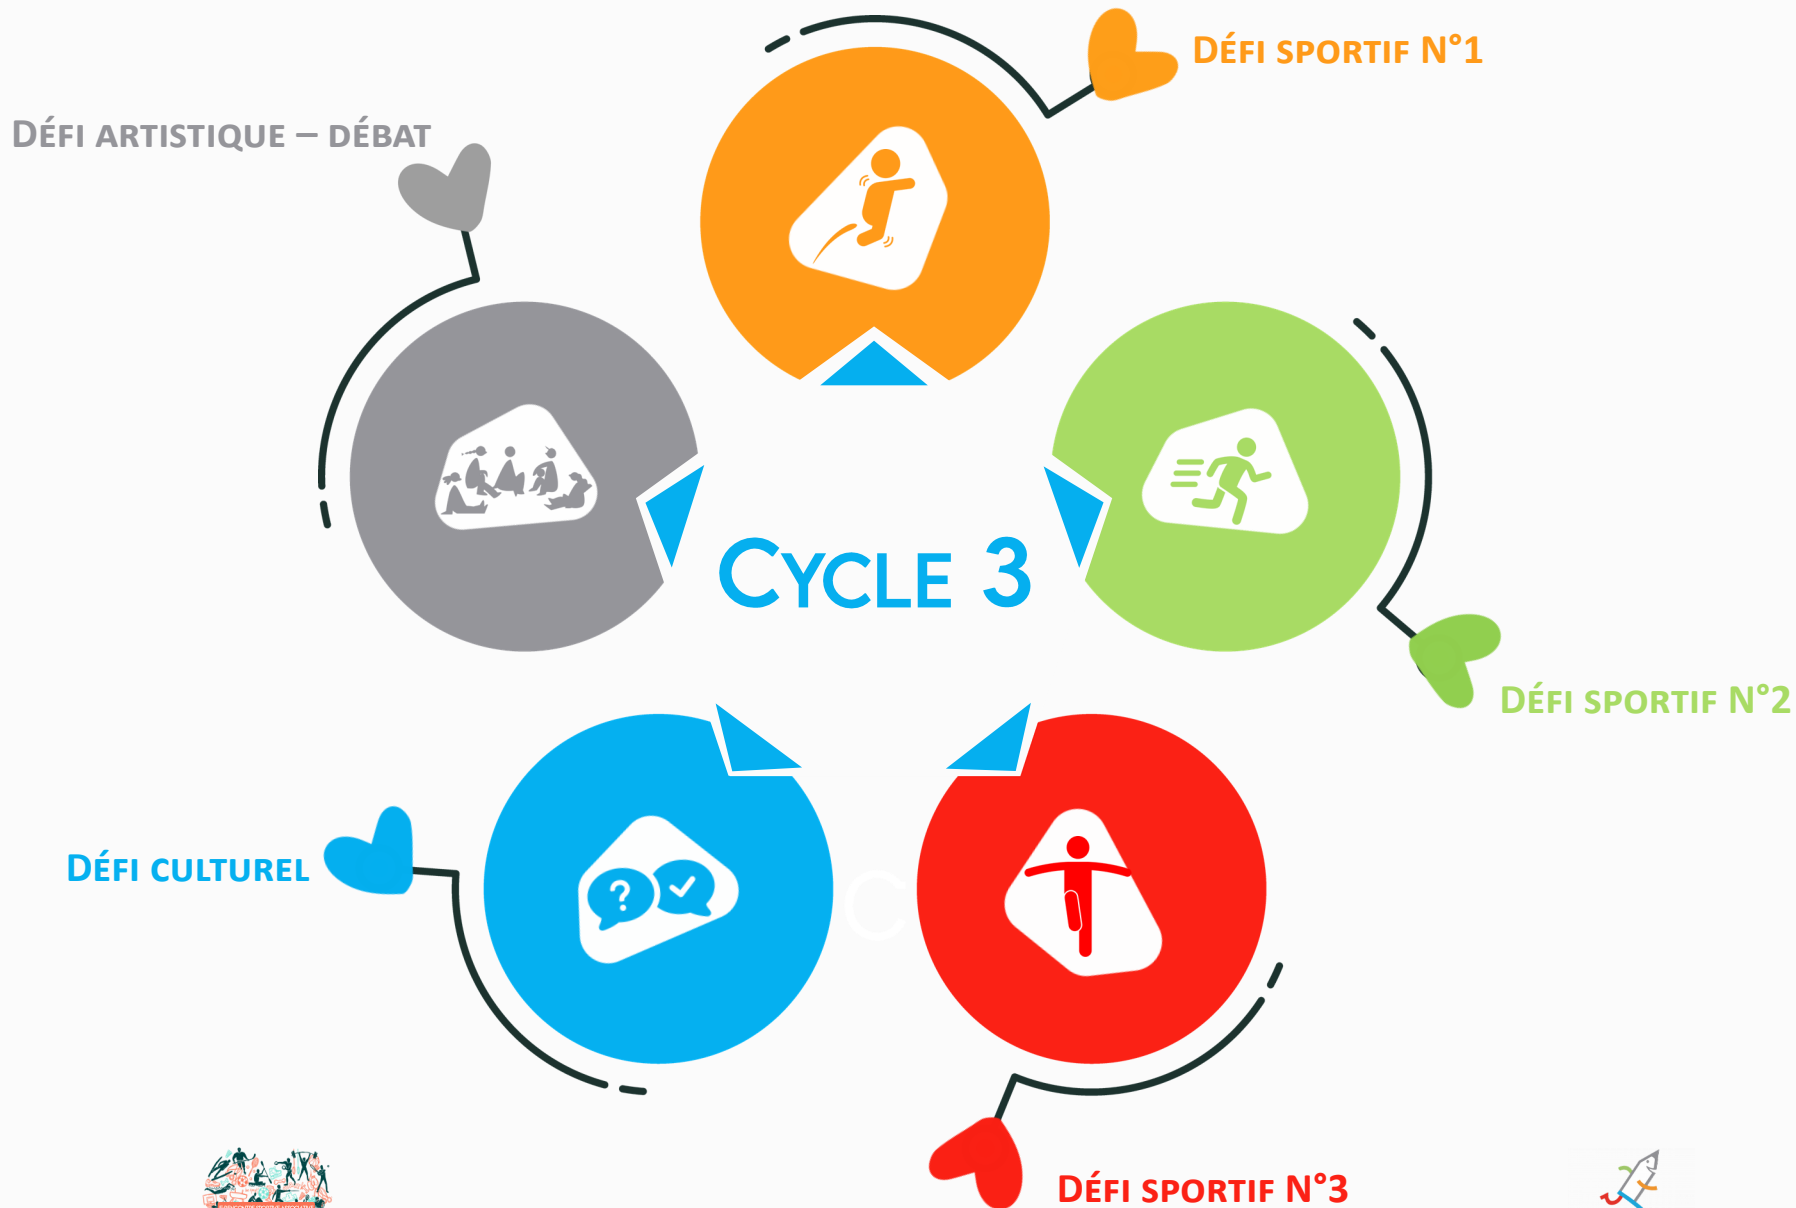 Défi sportif N°1
Défi artistique – débat
Cycle 3
Défi sportif N°2
Défi culturel
?
C
Défi sportif N°3